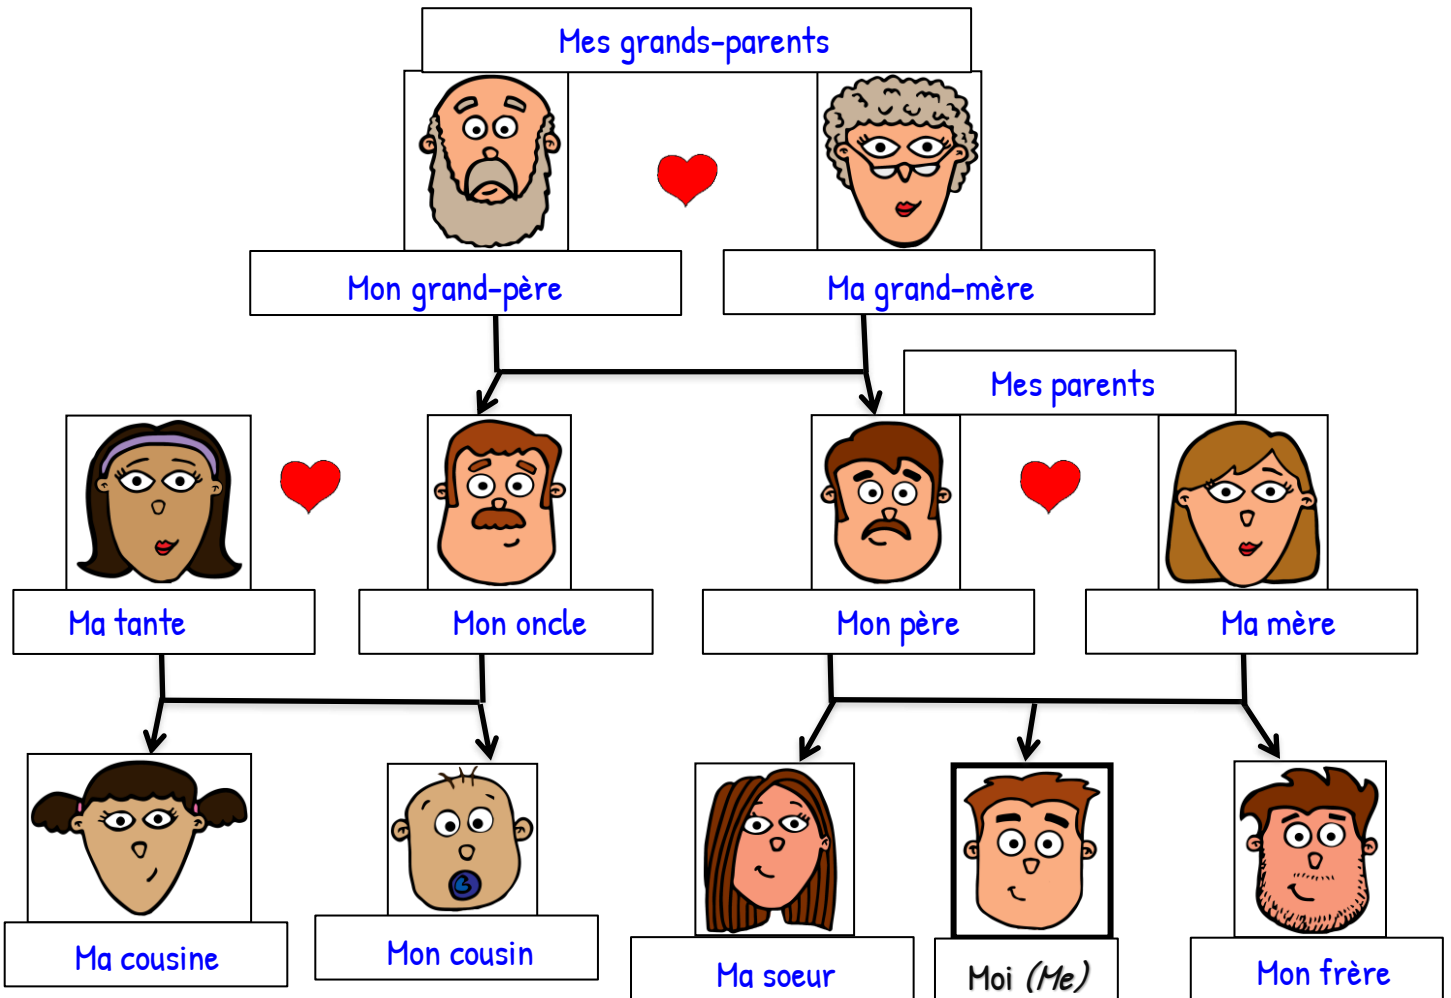 Mes grands-parents
Mon grand-père
Ma grand-mère
Mes parents
Ma tante
Mon oncle
Mon père
Ma mère
Ma cousine
Mon cousin
Ma soeur
Moi (Me)
Mon frère